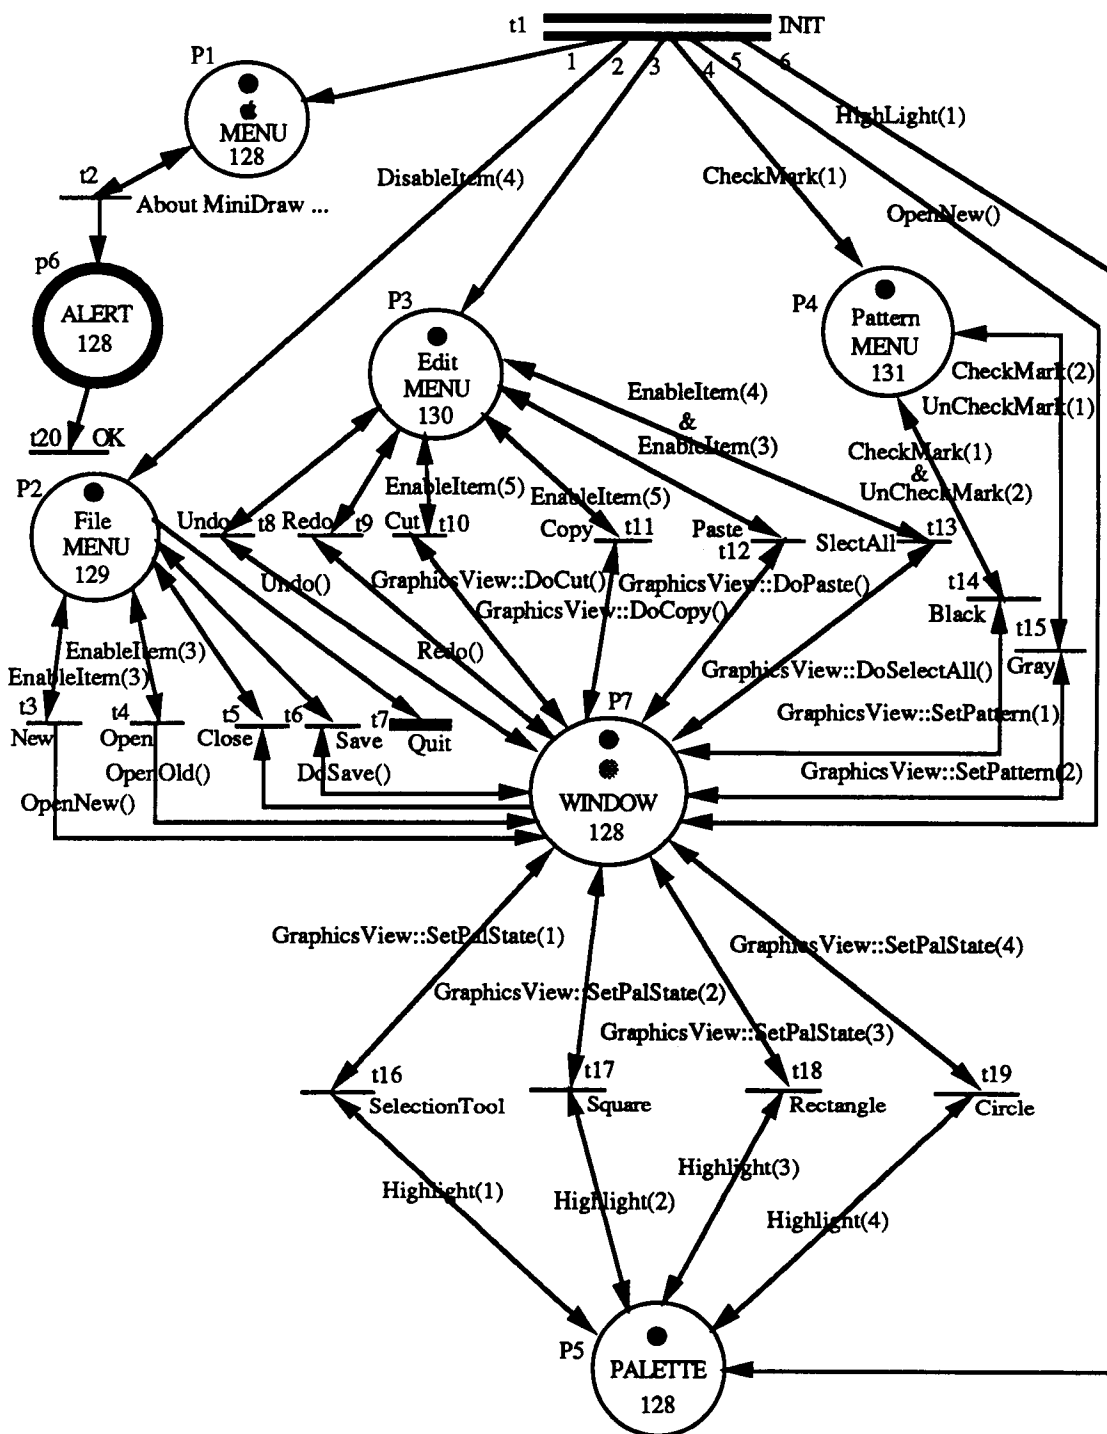 t1 INIT
1 2 3 4 5 6
P1
MENU
128
HighLight(1)
t2
About MiniDraw ...
DisableItem(4)
CheckMark(1)
OpenNew()
p6
ALERT
128
P3
Edit
MENU
130
P4
Pattern
MENU
131
CheckMark(2)
UnCheckMark(1)
EnableItem(4)
&
EnableItem(3)
CheckMark(1)
&
UnCheckMark(2)
t20 OK
P2
File
MENU
129
EnableItem(5)
EnableItem(5)
Undo t8
Redo t9
Cut t10
Copy t11
Paste
t12
SlectAll t13
Undo()
GraphicsView::DoCut()
GraphicsView::DoPaste()
GraphicsView::DoCopy()
t14
Black
t15
Gray
Redo()
EnableItem(3)
EnableItem(3)
GraphicsView::DoSelectAll()
GraphicsView::SetPattern(1)
GraphicsView::SetPattern(2)
t3
New
t4
Open
t5
Close
t6
Save
t7
Quit
OpenOld()
DoSave()
OpenNew()
P7
WINDOW
128
GraphicsView::SetPalState(1)
GraphicsView::SetPalState(4)
GraphicsView::SetPalState(2)
GraphicsView::SetPalState(3)
t16
SelectionTool
t17
Square
t18
Rectangle
t19
Circle
Highlight(1)
Highlight(2)
Highlight(3)
Highlight(4)
P5
PALETTE
128